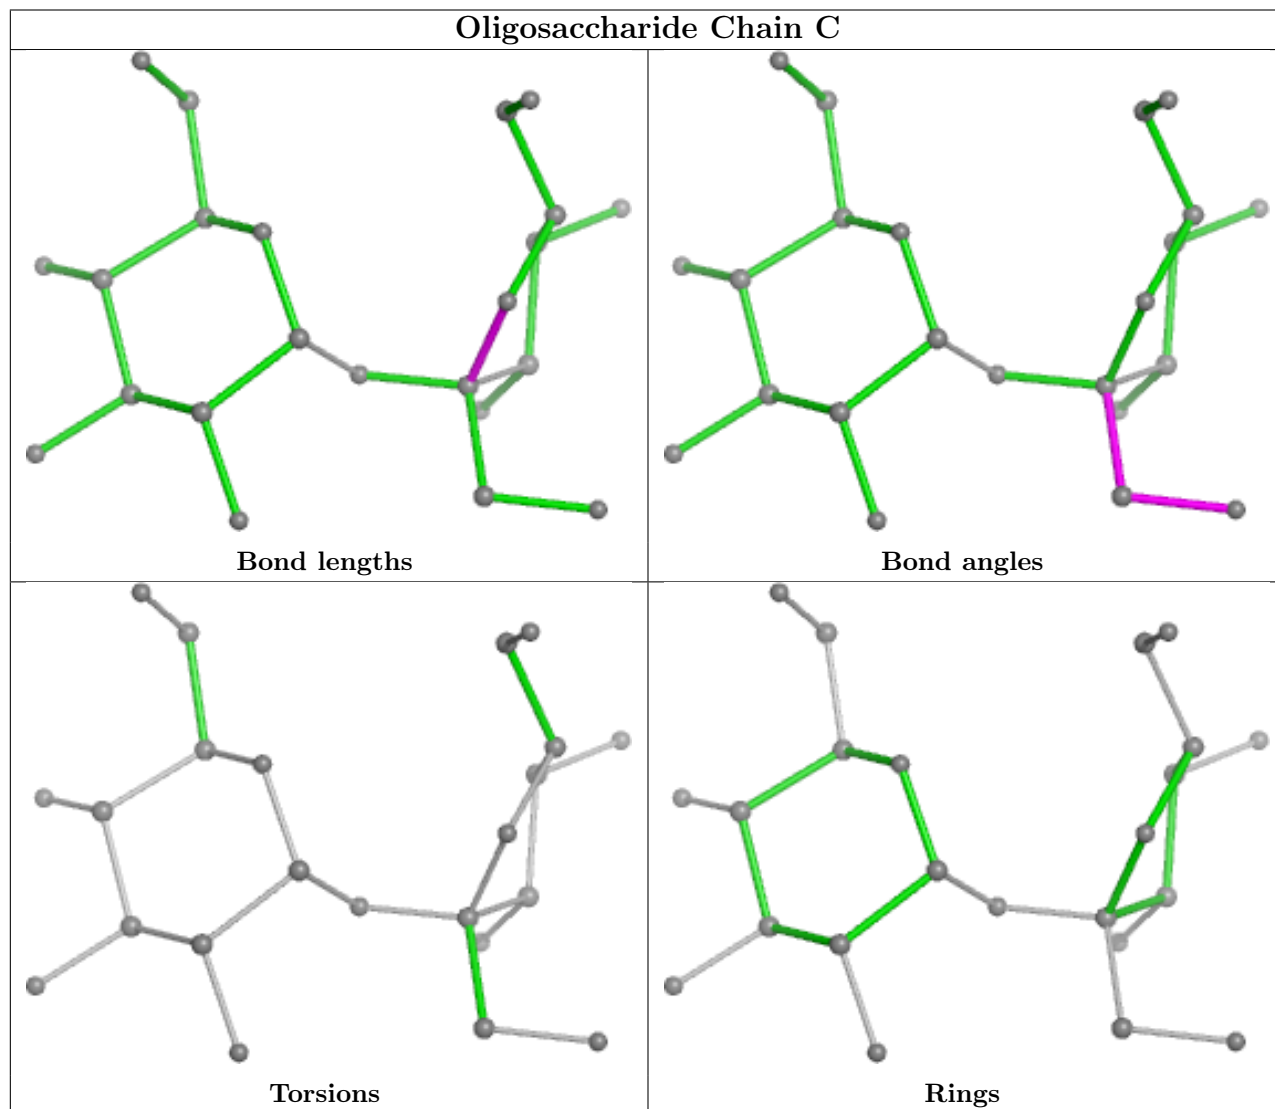 Oligosaccharide Chain C
Bond lengths
Bond angles
Torsions
Rings